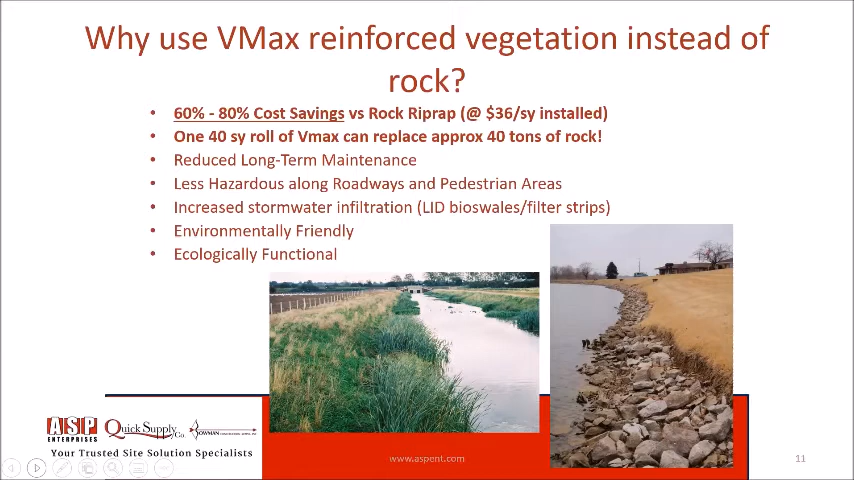 Why use VMax reinforced vegetation instead of
rock?
• 60% - 80% Cost Savings vs Rock Riprap (@ $36/sy installed)
• One 40 sy roll of Vmax can replace approx 40 tons of rock!
• Reduced Long-Term Maintenance
• Less Hazardous along Roadways and Pedestrian Areas
• Increased stormwater infiltration (LID bioswales/filter strips)
• Environmentally Friendly
• Ecologically Functional
ASP
ENTERPRISES
Quick Supply Co.
BOWMAN
Your Trusted Site Solution Specialists
www.aspent.com
11